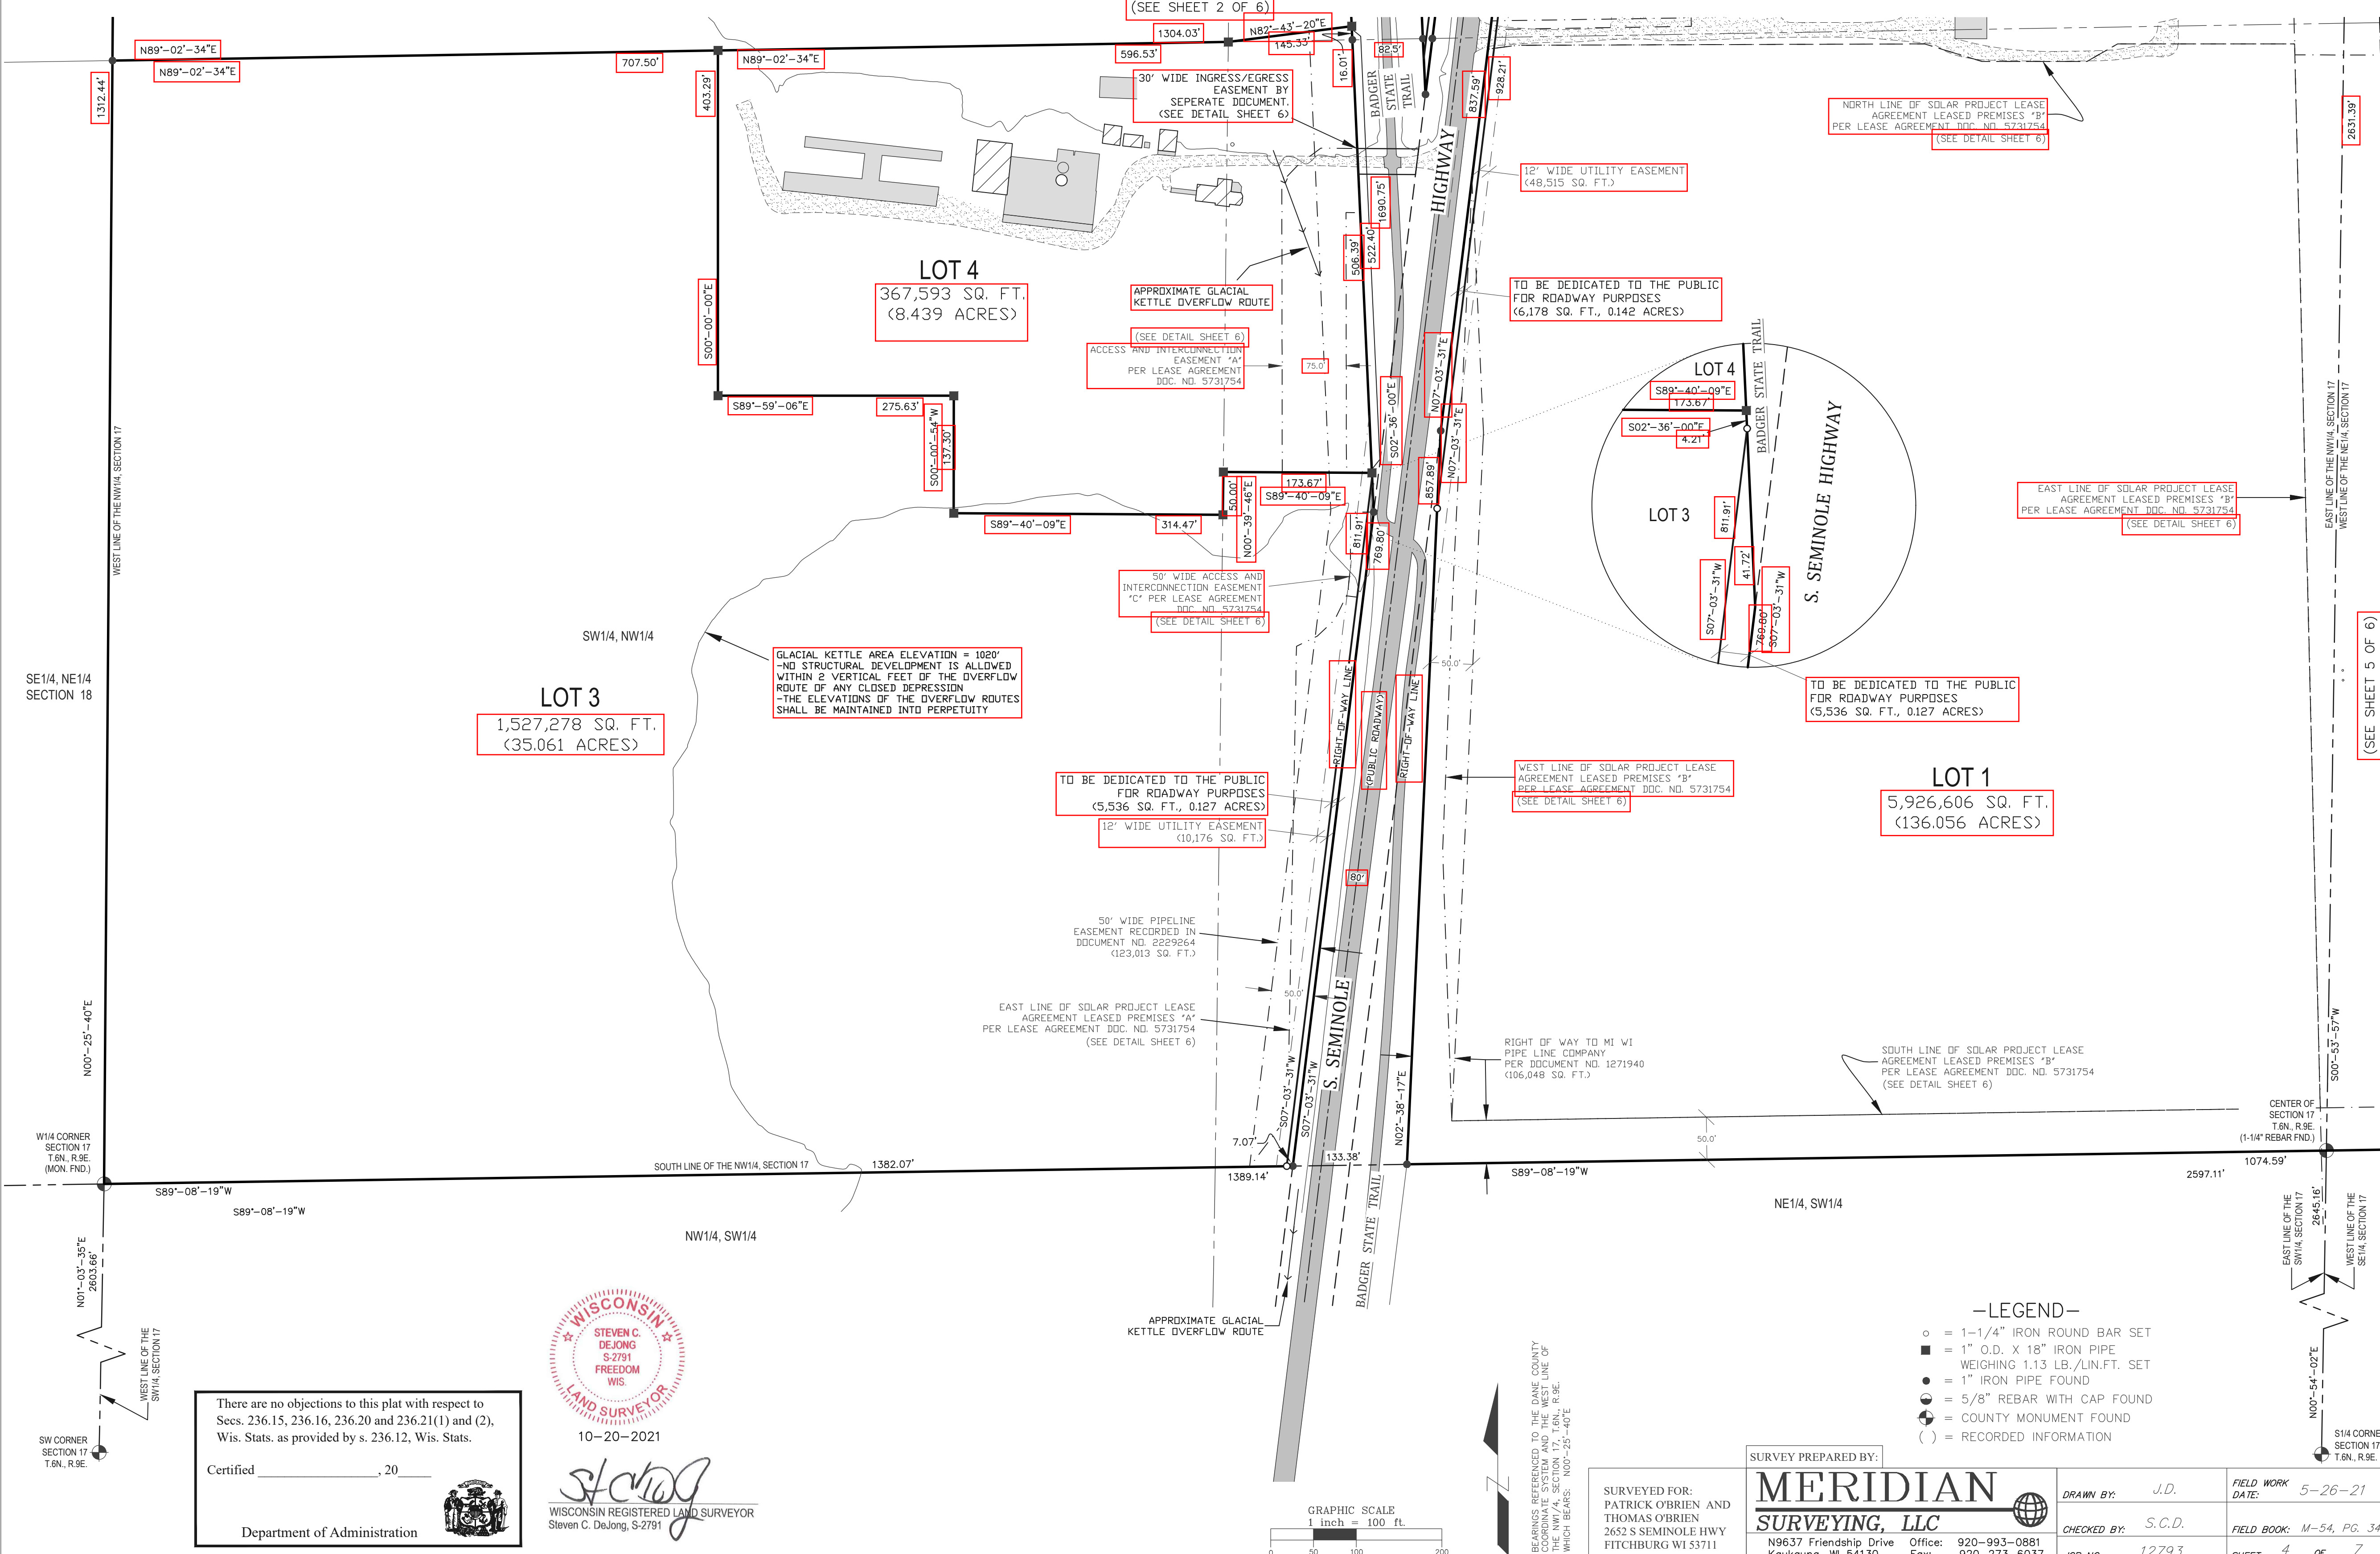 (SEE SHEET 2 OF 6)
N89°-02'-34"E
N89°-02'-34"E
707.50'
N89°-02'-34"E
1304.03'
596.53'
N82°-43'-20"E
145.33'
82.5'
16.01'
1312.44'
403.29'
30' WIDE INGRESS/EGRESS
EASEMENT BY
SEPERATE DOCUMENT.
(SEE DETAIL SHEET 6)
BADGER
STATE
TRAIL
HIGHWAY
837.59'
928.21'
NORTH LINE OF SOLAR PROJECT LEASE
AGREEMENT LEASED PREMISES "B"
PER LEASE AGREEMENT DOC. NO. 5731754
(SEE DETAIL SHEET 6)
2631.39'
12' WIDE UTILITY EASEMENT
(48,515 SQ. FT.)
1690.75'
506.39'
522.40'
LOT 4
367,593 SQ. FT.
(8.439 ACRES)
S00°-00'-00"E
APPROXIMATE GLACIAL
KETTLE OVERFLOW ROUTE
TO BE DEDICATED TO THE PUBLIC
FOR ROADWAY PURPOSES
(6,178 SQ. FT., 0.142 ACRES)
(SEE DETAIL SHEET 6)
ACCESS AND INTERCONNECTION
EASEMENT "A"
PER LEASE AGREEMENT
DOC. NO. 5731754
75.0'
S02°-36'-00"E
N07°-03'-31"E
N07°-03'-31"E
857.89'
S89°-59'-06"E
275.63'
S00°-00'-54"W
137.30'
S89°-40'-09"E
314.47'
50.00'
N00°-39'-46"E
173.67'
S89°-40'-09"E
811.91'
769.80'
LOT 4
S89°-40'-09"E
173.67'
S02°-36'-00"E
4.21'
BADGER STATE TRAIL
LOT 3
811.91'
41.72'
S07°-03'-31"W
769.80'
S07°-03'-31"W
S. SEMINOLE HIGHWAY
TO BE DEDICATED TO THE PUBLIC
FOR ROADWAY PURPOSES
(5,536 SQ. FT., 0.127 ACRES)
EAST LINE OF SOLAR PROJECT LEASE
AGREEMENT LEASED PREMISES "B"
PER LEASE AGREEMENT DOC. NO. 5731754
(SEE DETAIL SHEET 6)
EAST LINE OF THE NW1/4, SECTION 17
WEST LINE OF THE NE1/4, SECTION 17
(SEE SHEET 5 OF 6)
WEST LINE OF THE NW1/4, SECTION 17
50' WIDE ACCESS AND
INTERCONNECTION EASEMENT
"C" PER LEASE AGREEMENT
DOC. NO. 5731754
(SEE DETAIL SHEET 6)
SW1/4, NW1/4
GLACIAL KETTLE AREA ELEVATION = 1020'
-NO STRUCTURAL DEVELOPMENT IS ALLOWED
WITHIN 2 VERTICAL FEET OF THE OVERFLOW
ROUTE OF ANY CLOSED DEPRESSION
-THE ELEVATIONS OF THE OVERFLOW ROUTES
SHALL BE MAINTAINED INTO PERPETUITY
SE1/4, NE1/4
SECTION 18
LOT 3
1,527,278 SQ. FT.
(35.061 ACRES)
50.0'
RIGHT-OF-WAY LINE
(PUBLIC ROADWAY)
RIGHT-OF-WAY LINE
TO BE DEDICATED TO THE PUBLIC
FOR ROADWAY PURPOSES
(5,536 SQ. FT., 0.127 ACRES)
12' WIDE UTILITY EASEMENT
(10,176 SQ. FT.)
WEST LINE OF SOLAR PROJECT LEASE
AGREEMENT LEASED PREMISES "B"
PER LEASE AGREEMENT DOC. NO. 5731754
(SEE DETAIL SHEET 6)
LOT 1
5,926,606 SQ. FT.
(136.056 ACRES)
80'
50' WIDE PIPELINE
EASEMENT RECORDED IN
DOCUMENT NO. 2229264
(123,013 SQ. FT.)
50.0'
EAST LINE OF SOLAR PROJECT LEASE
AGREEMENT LEASED PREMISES "A"
PER LEASE AGREEMENT DOC. NO. 5731754
(SEE DETAIL SHEET 6)
S. SEMINOLE
S07°-03'-31"W
S07°-03'-31"W
N02°-38'-17"E
N00°-25'-40"E
RIGHT OF WAY TO MI WI
PIPE LINE COMPANY
PER DOCUMENT NO. 1271940
(106,048 SQ. FT.)
SOUTH LINE OF SOLAR PROJECT LEASE
AGREEMENT LEASED PREMISES "B"
PER LEASE AGREEMENT DOC. NO. 5731754
(SEE DETAIL SHEET 6)
S00°-53'-57"W
50.0'
CENTER OF
SECTION 17
T.6N., R.9E.
(1-1/4" REBAR FND.)
W1/4 CORNER
SECTION 17
T.6N., R.9E.
(MON. FND.)
SOUTH LINE OF THE NW1/4, SECTION 17
1382.07'
7.07'
1389.14'
133.38'
S89°-08'-19"W
S89°-08'-19"W
S89°-08'-19"W
1074.59'
2597.11'
NE1/4, SW1/4
NW1/4, SW1/4
BADGER STATE TRAIL
N01°-03'-35"E
2603.66'
WEST LINE OF THE
SW1/4, SECTION 17
SW CORNER
SECTION 17
T.6N., R.9E.
EAST LINE OF THE
SW1/4, SECTION 17
2645.16'
WEST LINE OF THE
SE1/4, SECTION 17
N00°-54'-02"E
S1/4 CORNE
SECTION 17
T.6N., R.9E.
APPROXIMATE GLACIAL
KETTLE OVERFLOW ROUTE
-LEGEND-
= 1-1/4" IRON ROUND BAR SET
= 1" O.D. X 18" IRON PIPE
WEIGHING 1.13 LB./LIN.FT. SET
= 1" IRON PIPE FOUND
= 5/8" REBAR WITH CAP FOUND
= COUNTY MONUMENT FOUND
( ) = RECORDED INFORMATION
There are no objections to this plat with respect to
Secs. 236.15, 236.16, 236.20 and 236.21(1) and (2),
Wis. Stats. as provided by s. 236.12, Wis. Stats.
Certified ____________________, 20_____
Department of Administration
WISCONSIN
STEVEN C.
DEJONG
S-2791
FREEDOM
WIS.
LAND SURVEYOR
10-20-2021
WISCONSIN REGISTERED LAND SURVEYOR
Steven C. DeJong, S-2791
GRAPHIC SCALE
1 inch = 100 ft.
0 50 100 200
BEARINGS REFERENCED TO THE DANE COUNTY
COORDINATE SYSTEM AND THE WEST LINE OF
THE NW1/4, SECTION 17, T.6N., R.9E.
WHICH BEARS: N00°-25'-40"E
SURVEYED FOR:
PATRICK O'BRIEN AND
THOMAS O'BRIEN
2652 S SEMINOLE HWY
FITCHBURG WI 53711
SURVEY PREPARED BY:
MERIDIAN
SURVEYING, LLC
N9637 Friendship Drive Office: 920-993-0881
Kaukauna, WI 54130 Fax: 920-273-6037
DRAWN BY: J.D.
CHECKED BY: S.C.D.
JOB NO. 12793
FIELD WORK
DATE: 5-26-21
FIELD BOOK: M-54, PG. 34
SHEET 4 OF 7